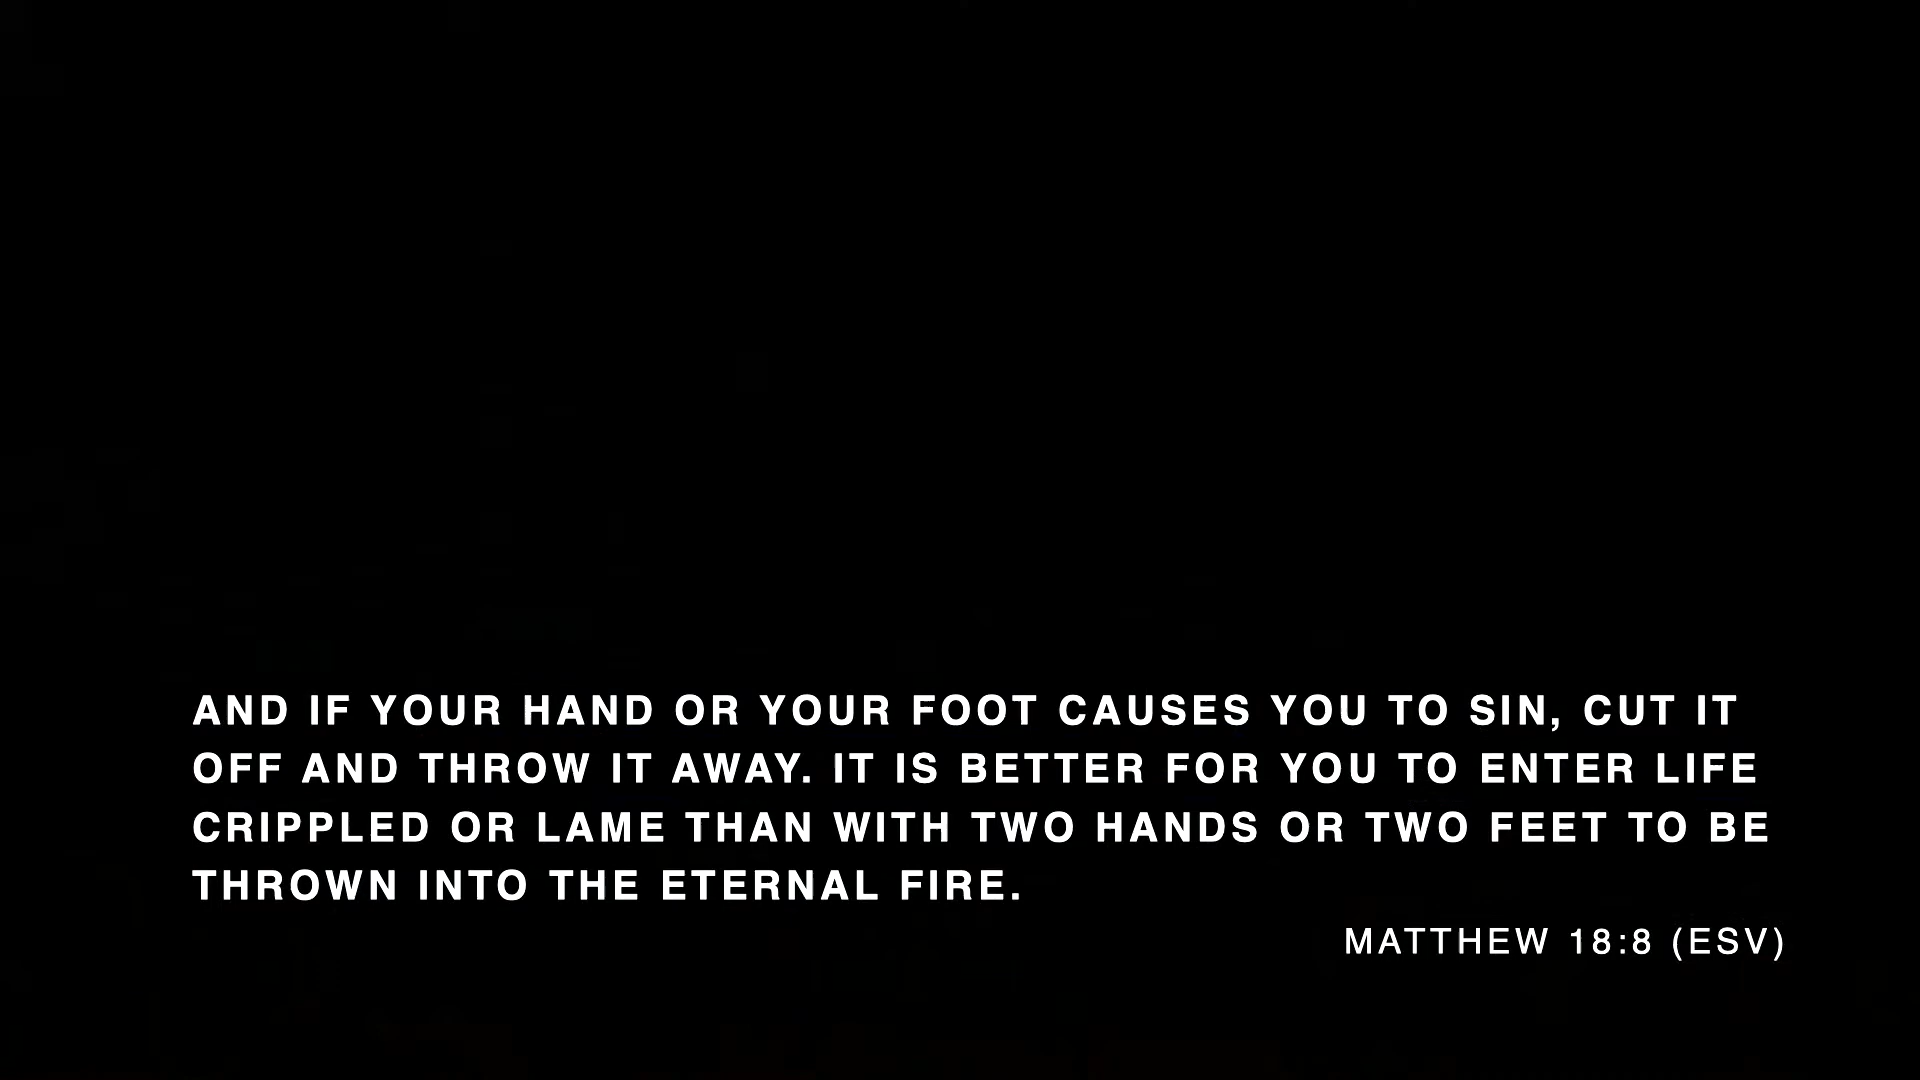 AND IF YOUR HAND OR YOUR FOOT CAUSES YOU TO SIN, CUT IT
OFF AND THROW IT AWAY. IT IS BETTER FOR YOU TO ENTER LIFE
CRIPPLED OR LAME THAN WITH TWO HANDS OR TWO FEET TO BE
THROWN INTO THE ETERNAL FIRE.
MATTHEW 18:8 (ESV)